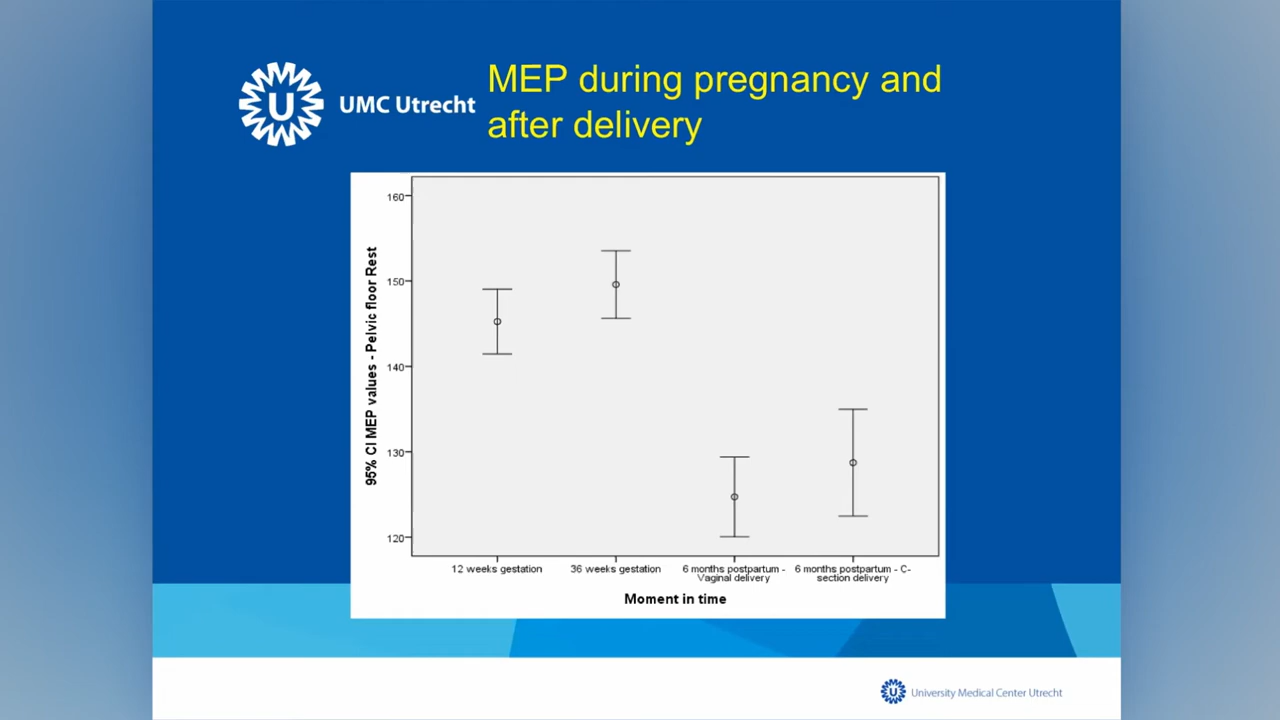 UMC Utrecht
MEP during pregnancy and
after delivery
95% CI MEP values - Pelvic floor Rest
160
150
140
130
120
12 weeks gestation
36 weeks gestation
6 months postpartum -
Vaginal delivery
6 months postpartum - C-
section delivery
Moment in time
University Medical Center Utrecht